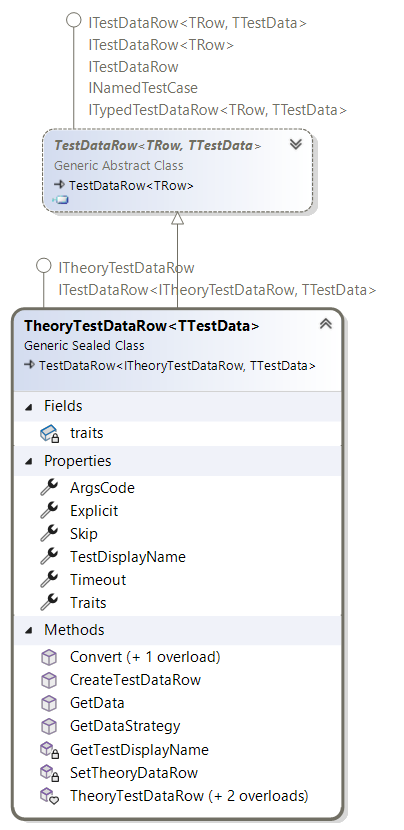 ITestDataRow<TRow, TTestData>
ITestDataRow<TRow>
ITestDataRow
INamedTestCase
ITypedTestDataRow<TRow, TTestData>
TestDataRow<TRow, TTestData>
Generic Abstract Class
TestDataRow<TRow>
ITheoryTestDataRow
ITestDataRow<ITheoryTestDataRow, TTestData>
TheoryTestDataRow<TTestData>
Generic Sealed Class
TestDataRow<ITheoryTestDataRow, TTestData>
Fields
traits
Properties
ArgsCode
Explicit
Skip
TestDisplayName
Timeout
Traits
Methods
Convert (+ 1 overload)
CreateTestDataRow
GetData
GetDataStrategy
GetTestDisplayName
SetTheoryDataRow
TheoryTestDataRow (+ 2 overloads)